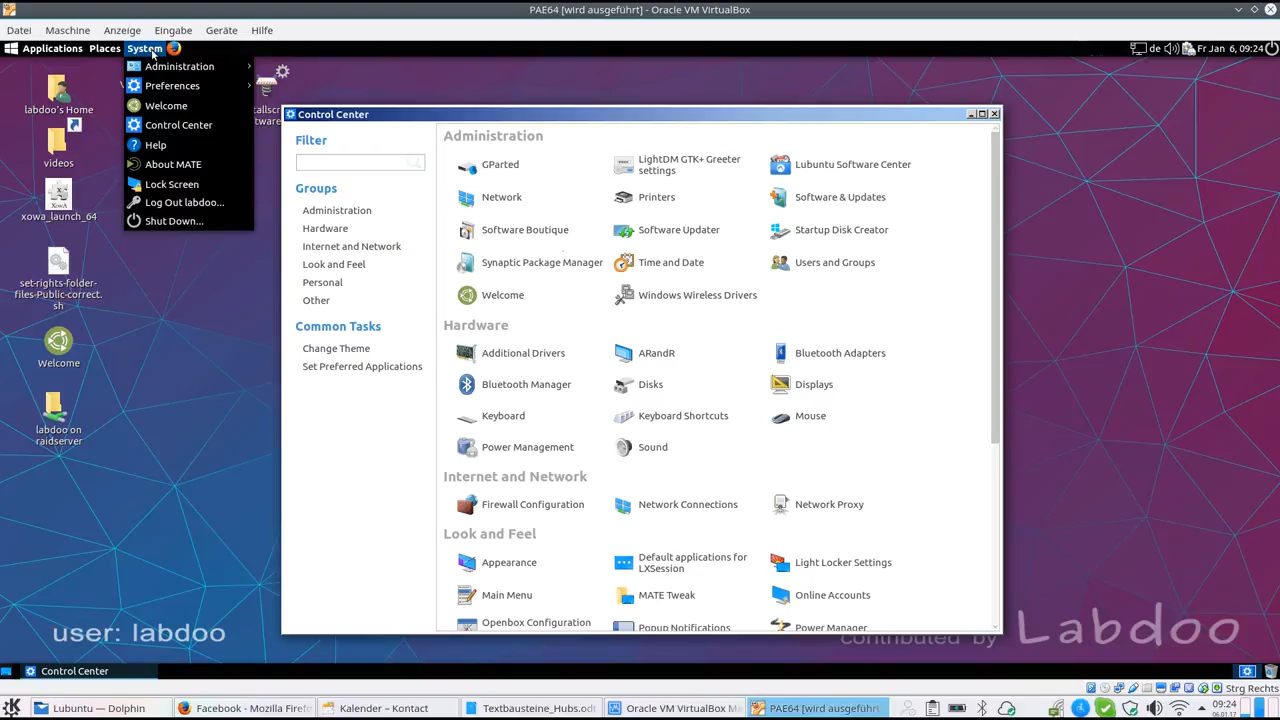 PAE64 [wird ausgeführt] - Oracle VM VirtualBox
Datei Maschine Anzeige Eingabe Geräte Hilfe
Applications Places System
de Fr Jan 6, 09:24
Administration
Preferences
Welcome
Control Center
Help
About MATE
Lock Screen
Log Out labdoo...
Shut Down...
labdoo's Home
videos
xowa_launch_64
set-rights-folder-
files-Public-correct.
sh
Welcome
labdoo on
raidserver
Control Center
Filter
Groups
Administration
Hardware
Internet and Network
Look and Feel
Personal
Other
Common Tasks
Change Theme
Set Preferred Applications
Administration
GParted
LightDM GTK+ Greeter
settings
Lubuntu Software Center
Network
Printers
Software & Updates
Software Boutique
Software Updater
Startup Disk Creator
Synaptic Package Manager
Time and Date
Users and Groups
Welcome
Windows Wireless Drivers
Hardware
Additional Drivers
ARandR
Bluetooth Adapters
Bluetooth Manager
Disks
Displays
Keyboard
Keyboard Shortcuts
Mouse
Power Management
Sound
Internet and Network
Firewall Configuration
Network Connections
Network Proxy
Look and Feel
Appearance
Default applications for
LXSession
Light Locker Settings
Main Menu
MATE Tweak
Online Accounts
Openbox Configuration
Popup Notifications
Power Manager
user: labdoo
contributed by Labdoo
Control Center
Strg Rechts
Lubuntu — Dolphin
Facebook - Mozilla Firef
Kalender – Kontact
Textbausteine_Hubs.od
Oracle VM VirtualBox Ma
PAE64 [wird ausgeführt
09:24
06.01.17